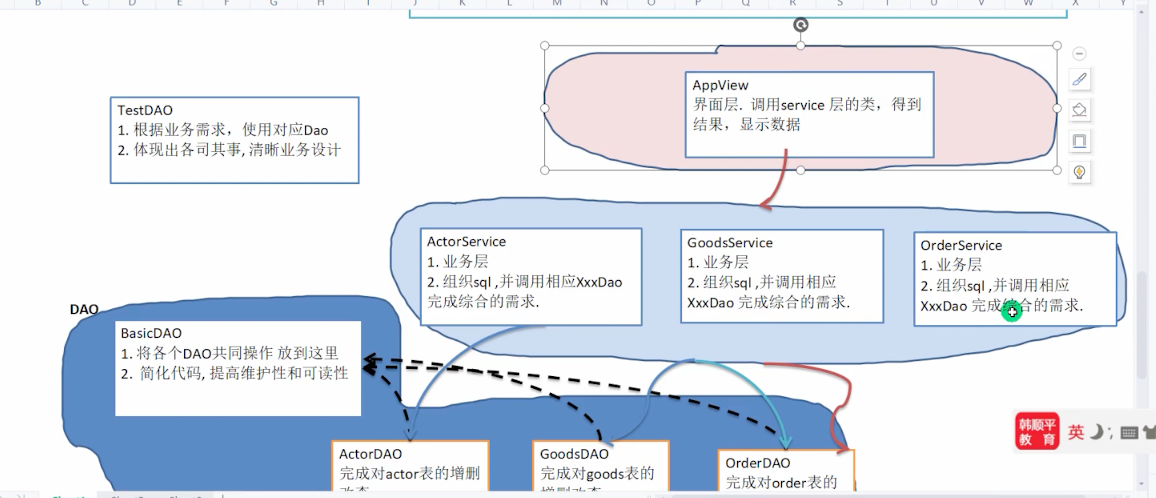 B C D E F G H I J K L M N O P Q R S T U V W X Y
AppView
界面层. 调用service 层的类，得到
结果，显示数据
TestDAO
1. 根据业务需求，使用对应Dao
2. 体现出各司其事, 清晰业务设计
ActorService
1. 业务层
2. 组织sql ,并调用相应XxxDao
完成综合的需求.
GoodsService
1. 业务层
2. 组织sql ,并调用相应
XxxDao 完成综合的需求.
OrderService
1. 业务层
2. 组织sql ,并调用相应
XxxDao 完成综合的需求.
DAO
BasicDAO
1. 将各个DAO共同操作 放到这里
2. 简化代码, 提高维护性和可读性
ActorDAO
完成对actor表的增删
改查
GoodsDAO
完成对goods表的
增删改查
OrderDAO
完成对order表的
韩顺平
教育
英